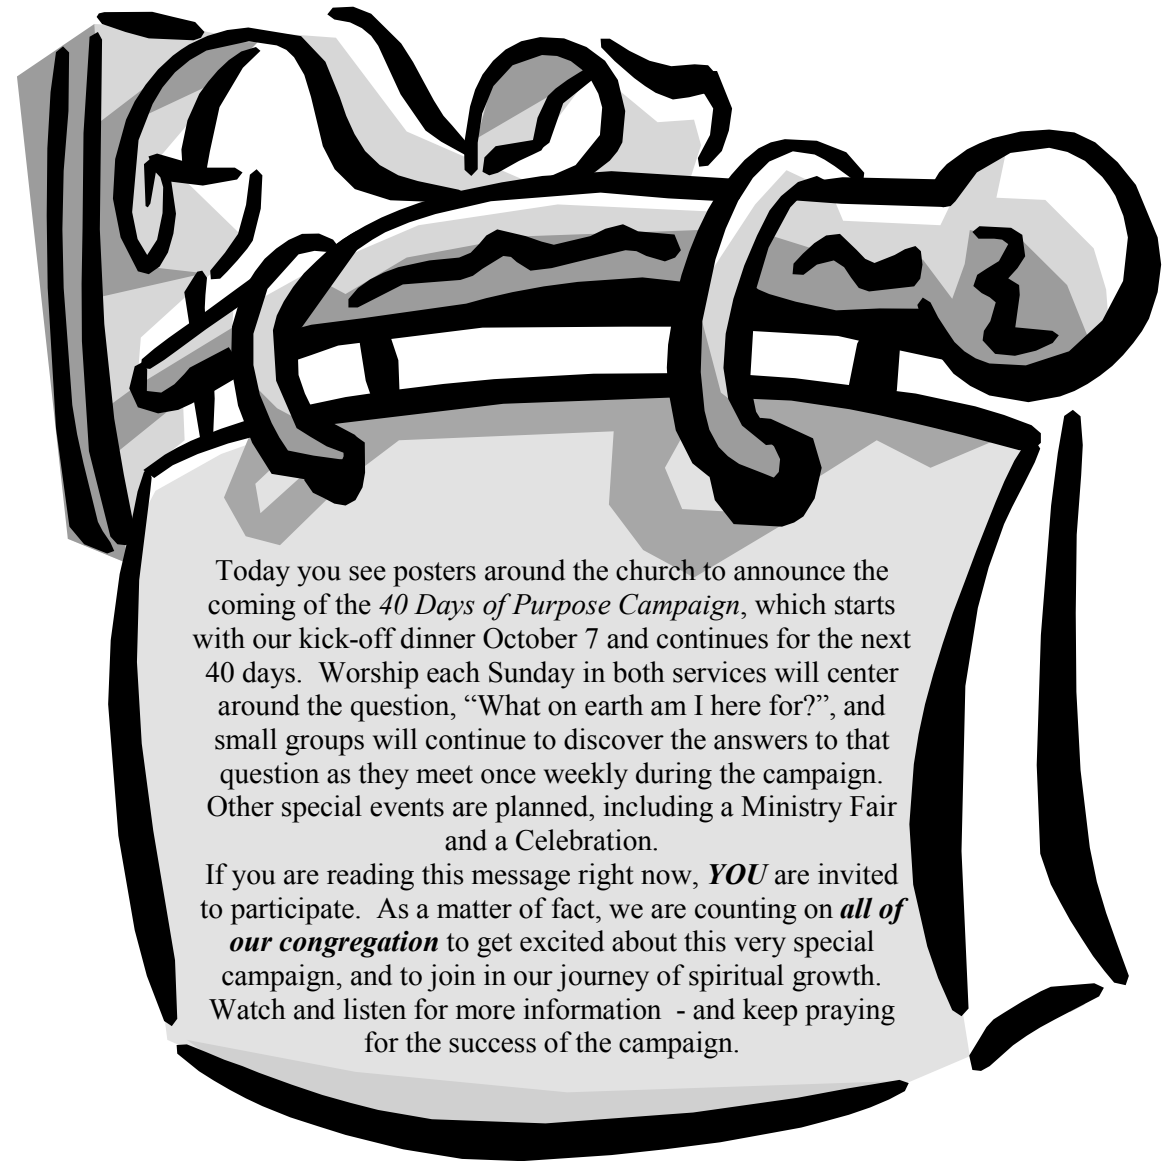 Today you see posters around the church to announce the
coming of the 40 Days of Purpose Campaign, which starts
with our kick-off dinner October 7 and continues for the next
40 days.  Worship each Sunday in both services will center
around the question, “What on earth am I here for?”, and
small groups will continue to discover the answers to that
question as they meet once weekly during the campaign.
Other special events are planned, including a Ministry Fair
and a Celebration.
If you are reading this message right now, YOU are invited
to participate.  As a matter of fact, we are counting on all of
our congregation to get excited about this very special
campaign, and to join in our journey of spiritual growth.
Watch and listen for more information  - and keep praying
for the success of the campaign.